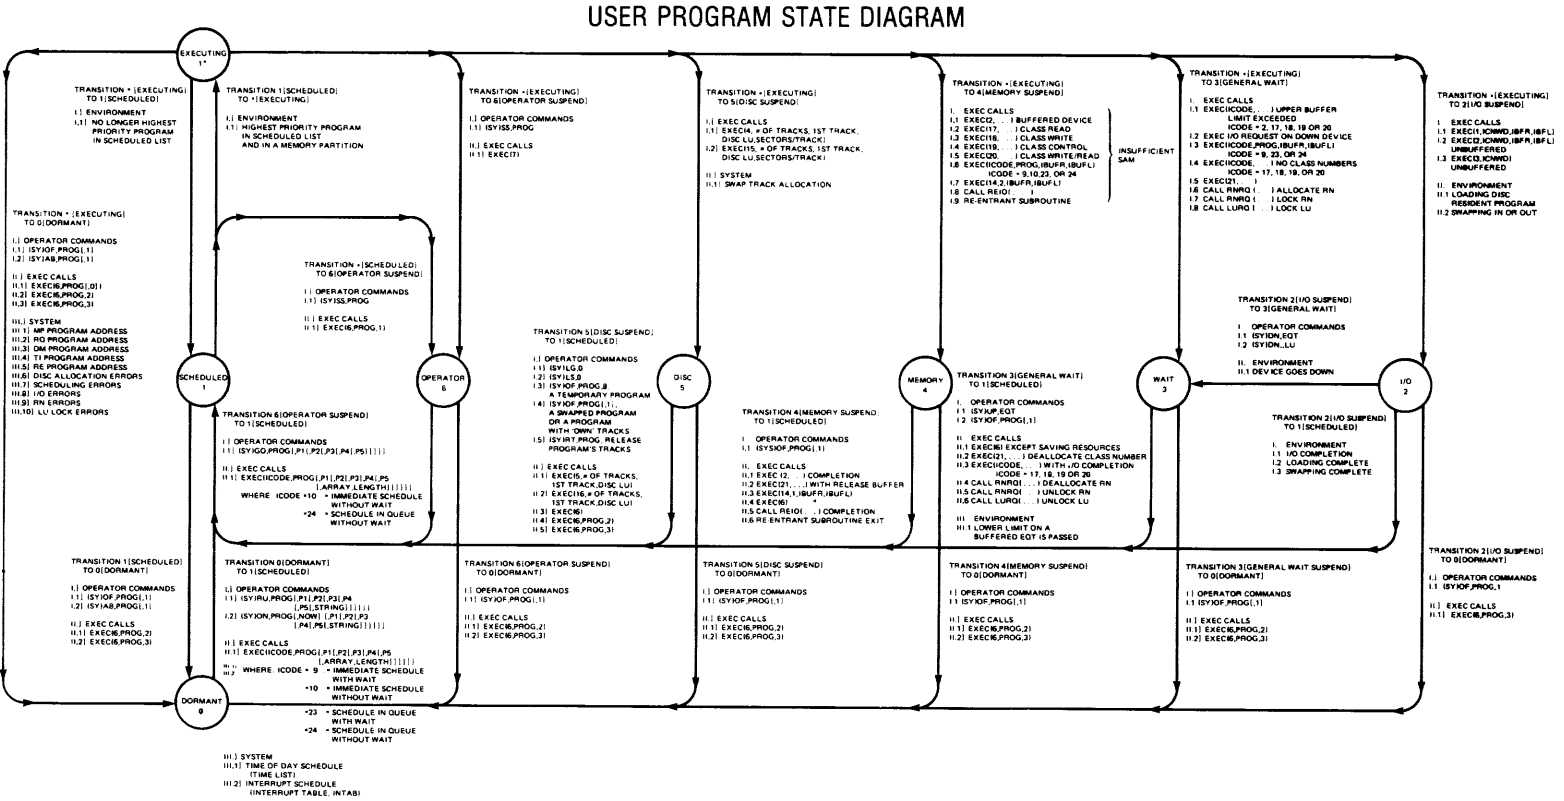 USER PROGRAM STATE DIAGRAM
EXECUTING
1*
TRANSITION * [EXECUTING]
TO 1[SCHEDULED]
I.] ENVIRONMENT
I.1] NO LONGER HIGHEST
PRIORITY PROGRAM
IN SCHEDULED LIST
TRANSITION 1[SCHEDULED]
TO *[EXECUTING]
I.] ENVIRONMENT
I.1] HIGHEST PRIORITY PROGRAM
IN SCHEDULED LIST
AND IN A MEMORY PARTITION
TRANSITION *[EXECUTING]
TO 6[OPERATOR SUSPEND]
I.] OPERATOR COMMANDS
I.1] [SY]SS,PROG
II.] EXEC CALLS
II.1] EXEC(7)
TRANSITION *[EXECUTING]
TO 5[DISC SUSPEND]
I.] EXEC CALLS
I.1] EXEC(4, # OF TRACKS, 1ST TRACK,
DISC LU,SECTORS/TRACK)
I.2] EXEC(15, # OF TRACKS, 1ST TRACK,
DISC LU,SECTORS/TRACK)
II.] SYSTEM
II.1] SWAP TRACK ALLOCATION
TRANSITION *[EXECUTING]
TO 4[MEMORY SUSPEND]
I. EXEC CALLS
I.1 EXEC(2, . . .) BUFFERED DEVICE
I.2 EXEC(17, . . .) CLASS READ
I.3 EXEC(18, . . .) CLASS WRITE
I.4 EXEC(19, . . .) CLASS CONTROL
I.5 EXEC(20, . . .) CLASS WRITE/READ
I.6 EXEC(ICODE,PROG,IBUFR,IBUFL)
ICODE = 9,10,23, OR 24
I.7 EXEC(14,2,IBUFR,IBUFL)
I.8 CALL REIO( . . . )
I.9 RE-ENTRANT SUBROUTINE
INSUFFICIENT
SAM
TRANSITION *[EXECUTING]
TO 3[GENERAL WAIT]
I. EXEC CALLS
I.1 EXEC(ICODE, . . . ) UPPER BUFFER
LIMIT EXCEEDED
ICODE = 2, 17, 18, 19 OR 20
I.2 EXEC I/O REQUEST ON DOWN DEVICE
I.3 EXEC(ICODE,PROG,IBUFR,IBUFL)
ICODE = 9, 23, OR 24
I.4 EXEC(ICODE, . . . ) NO CLASS NUMBERS
ICODE = 17, 18, 19, OR 20
I.5 EXEC(21, . . . )
I.6 CALL RNRQ ( . . . ) ALLOCATE RN
I.7 CALL RNRQ ( . . . ) LOCK RN
I.8 CALL LURQ ( . . . ) LOCK LU
TRANSITION *[EXECUTING]
TO 2[I/O SUSPEND]
I. EXEC CALLS
I.1 EXEC(1,ICNWD,IBFR,IBFL)
I.2 EXEC(2,ICNWD,IBFR,IBFL)
UNBUFFERED
I.3 EXEC(3,ICNWD)
UNBUFFERED
II. ENVIRONMENT
II.1 LOADING DISC
RESIDENT PROGRAM
II.2 SWAPPING IN OR OUT
TRANSITION * [EXECUTING]
TO 0[DORMANT]
I.] OPERATOR COMMANDS
I.1] [SY]OF,PROG[,1]
I.2] [SY]AB,PROG[,1]
II.] EXEC CALLS
II.1] EXEC(6,PROG[,0])
II.2] EXEC(6,PROG,2)
II.3] EXEC(6,PROG,3)
III.] SYSTEM
III.1] MP PROGRAM ADDRESS
III.2] RQ PROGRAM ADDRESS
III.3] DM PROGRAM ADDRESS
III.4] TI PROGRAM ADDRESS
III.5] RE PROGRAM ADDRESS
III.6] DISC ALLOCATION ERRORS
III.7] SCHEDULING ERRORS
III.8] I/O ERRORS
III.9] RN ERRORS
III.10] LU LOCK ERRORS
TRANSITION *[SCHEDULED]
TO 6[OPERATOR SUSPEND]
I.] OPERATOR COMMANDS
I.1] [SY]SS,PROG
II.] EXEC CALLS
II.1] EXEC(6,PROG,1)
TRANSITION 2[I/O SUSPEND]
TO 3[GENERAL WAIT]
I. OPERATOR COMMANDS
I.1 [SY]DN,EQT
I.2 [SY]DN,,LU
II. ENVIRONMENT
II.1 DEVICE GOES DOWN
SCHEDULED
1
OPERATOR
6
DISC
5
MEMORY
4
WAIT
3
I/O
2
TRANSITION 5[DISC SUSPEND]
TO 1[SCHEDULED]
I.] OPERATOR COMMANDS
I.1] [SY]LG,0
I.2] [SY]LS,0
I.3] [SY]OF,PROG,8
A TEMPORARY PROGRAM
I.4] [SY]OF,PROG[,1],
A SWAPPED PROGRAM
OR A PROGRAM
WITH 'OWN' TRACKS
I.5] [SY]RT,PROG, RELEASE
PROGRAM'S TRACKS
II.] EXEC CALLS
II.1] EXEC(5,# OF TRACKS,
1ST TRACK,DISC LU)
II.2] EXEC(16,# OF TRACKS,
1ST TRACK,DISC LU)
II.3] EXEC(6)
II.4] EXEC(6,PROG,2)
II.5] EXEC(6,PROG,3)
TRANSITION 6[OPERATOR SUSPEND]
TO 1[SCHEDULED]
I.] OPERATOR COMMANDS
I.1] [SY]GO,PROG[,P1[,P2[,P3[,P4[,P5]]]]]
II.] EXEC CALLS
II.1] EXEC(ICODE,PROG[,P1[,P2[,P3[,P4[,P5
[,ARRAY,LENGTH]]]]]])
WHERE ICODE =10 = IMMEDIATE SCHEDULE
WITHOUT WAIT
=24 = SCHEDULE IN QUEUE
WITHOUT WAIT
TRANSITION 4[MEMORY SUSPEND]
TO 1[SCHEDULED]
I. OPERATOR COMMANDS
I.1 [SYS]OF,PROG[,1]
II. EXEC CALLS
II.1 EXEC (2, . . ) COMPLETION
II.2 EXEC(21, . . . ) WITH RELEASE BUFFER
II.3 EXEC(14,1,IBUFR,IBUFL)
II.4 EXEC(6) "
II.5 CALL REIO( . . . ) COMPLETION
II.6 RE-ENTRANT SUBROUTINE EXIT
TRANSITION 3[GENERAL WAIT]
TO 1[SCHEDULED]
I. OPERATOR COMMANDS
I.1 [SY]UP,EQT
I.2 [SY]OF,PROG[,1]
II. EXEC CALLS
II.1 EXEC(6) EXCEPT SAVING RESOURCES
II.2 EXEC(21, . . . ) DEALLOCATE CLASS NUMBER
II.3 EXEC(ICODE, . . . ) WITH I/O COMPLETION
ICODE = 17, 18, 19 OR 20
II.4 CALL RNRQ( . . . ) DEALLOCATE RN
II.5 CALL RNRQ( . . . ) UNLOCK RN
II.6 CALL LURQ( . . . ) UNLOCK LU
III. ENVIRONMENT
III.1 LOWER LIMIT ON A
BUFFERED EQT IS PASSED
TRANSITION 2[I/O SUSPEND]
TO 1[SCHEDULED]
I. ENVIRONMENT
I.1 I/O COMPLETION
I.2 LOADING COMPLETE
I.3 SWAPPING COMPLETE
TRANSITION 1[SCHEDULED]
TO 0[DORMANT]
I.] OPERATOR COMMANDS
I.1] [SY]OF,PROG[,1]
I.2] [SY]AB,PROG[,1]
II.] EXEC CALLS
II.1] EXEC(6,PROG,2)
II.2] EXEC(6,PROG,3)
TRANSITION 0[DORMANT]
TO 1[SCHEDULED]
I.] OPERATOR COMMANDS
I.1] [SY]RU,PROG[,P1[,P2[,P3[,P4
[,P5[,STRING]]]]]]
I.2] [SY]ON,PROG[,NOW] [,P1[,P2[,P3
[,P4[,P5[,STRING]]]]]]
II.] EXEC CALLS
II.1] EXEC(ICODE,PROG[,P1[,P2[,P3[,P4[,P5
[,ARRAY,LENGTH]]]]]])
WHERE ICODE = 9 = IMMEDIATE SCHEDULE
WITH WAIT
=10 = IMMEDIATE SCHEDULE
WITHOUT WAIT
=23 = SCHEDULE IN QUEUE
WITH WAIT
=24 = SCHEDULE IN QUEUE
WITHOUT WAIT
III.] SYSTEM
III.1] TIME OF DAY SCHEDULE
(TIME LIST)
III.2] INTERRUPT SCHEDULE
(INTERRUPT TABLE, INTAB)
TRANSITION 6[OPERATOR SUSPEND]
TO 0[DORMANT]
I.] OPERATOR COMMANDS
I.1] [SY]OF,PROG[,1]
II.] EXEC CALLS
II.1] EXEC(6,PROG,2)
II.2] EXEC(6,PROG,3)
TRANSITION 5[DISC SUSPEND]
TO 0[DORMANT]
I.] OPERATOR COMMANDS
I.1] [SY]OF,PROG[,1]
II.] EXEC CALLS
II.1] EXEC(6,PROG,2)
II.2] EXEC(6,PROG,3)
TRANSITION 4[MEMORY SUSPEND]
TO 0[DORMANT]
I.] OPERATOR COMMANDS
I.1] [SY]OF,PROG[,1]
II.] EXEC CALLS
II.1] EXEC(6,PROG,2)
II.2] EXEC(6,PROG,3)
TRANSITION 3[GENERAL WAIT SUSPEND]
TO 0[DORMANT]
I.] OPERATOR COMMANDS
I.1 [SY]OF,PROG[,1]
II.] EXEC CALLS
II.1] EXEC(6,PROG,2)
II.2] EXEC(6,PROG,3)
TRANSITION 2[I/O SUSPEND]
TO 0[DORMANT]
I.] OPERATOR COMMANDS
I.1 [SY]OF,PROG,1
II.] EXEC CALLS
II.1] EXEC(6,PROG,3)
DORMANT
0